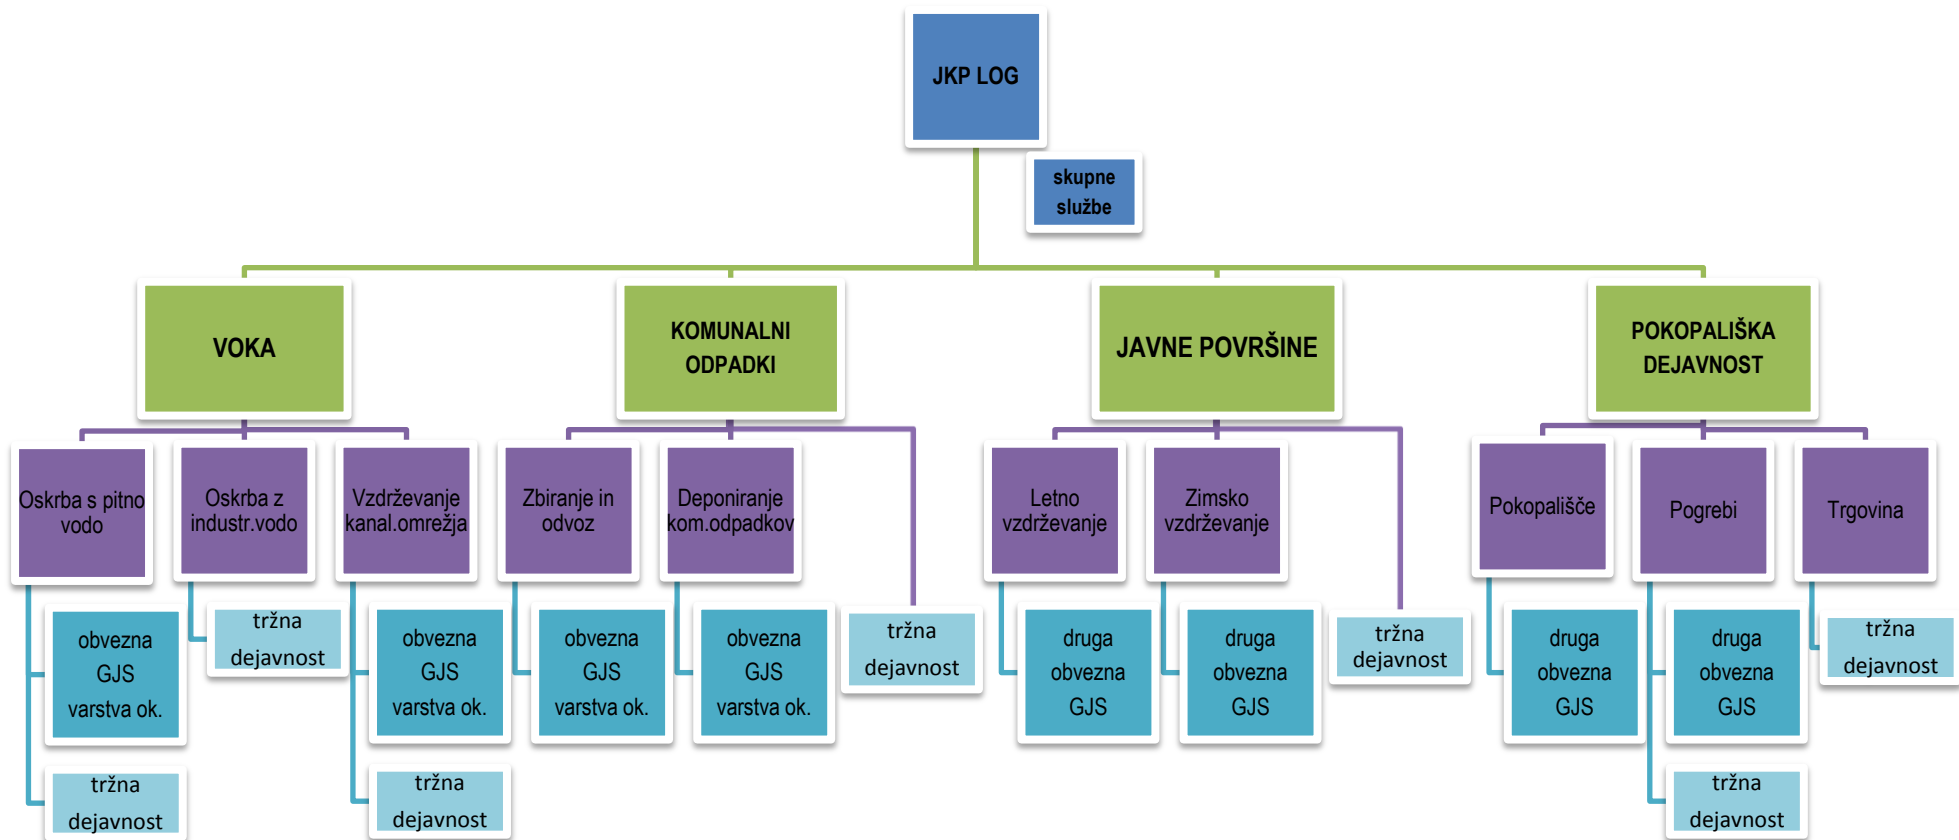 JKP LOG
skupne
službe
VOKA
KOMUNALNI
ODPADKI
JAVNE POVRŠINE
POKOPALIŠKA
DEJAVNOST
Oskrba s pitno
vodo
Oskrba z
industr.vodo
Vzdrževanje
kanal.omrežja
Zbiranje in
odvoz
Deponiranje
kom.odpadkov
Letno
vzdrževanje
Zimsko
vzdrževanje
Pokopališče
Pogrebi
Trgovina
obvezna
GJS
varstva ok.
tržna
dejavnost
tržna
dejavnost
obvezna
GJS
varstva ok.
tržna
dejavnost
obvezna
GJS
varstva ok.
obvezna
GJS
varstva ok.
tržna
dejavnost
druga
obvezna
GJS
druga
obvezna
GJS
tržna
dejavnost
druga
obvezna
GJS
druga
obvezna
GJS
tržna
dejavnost
tržna
dejavnost